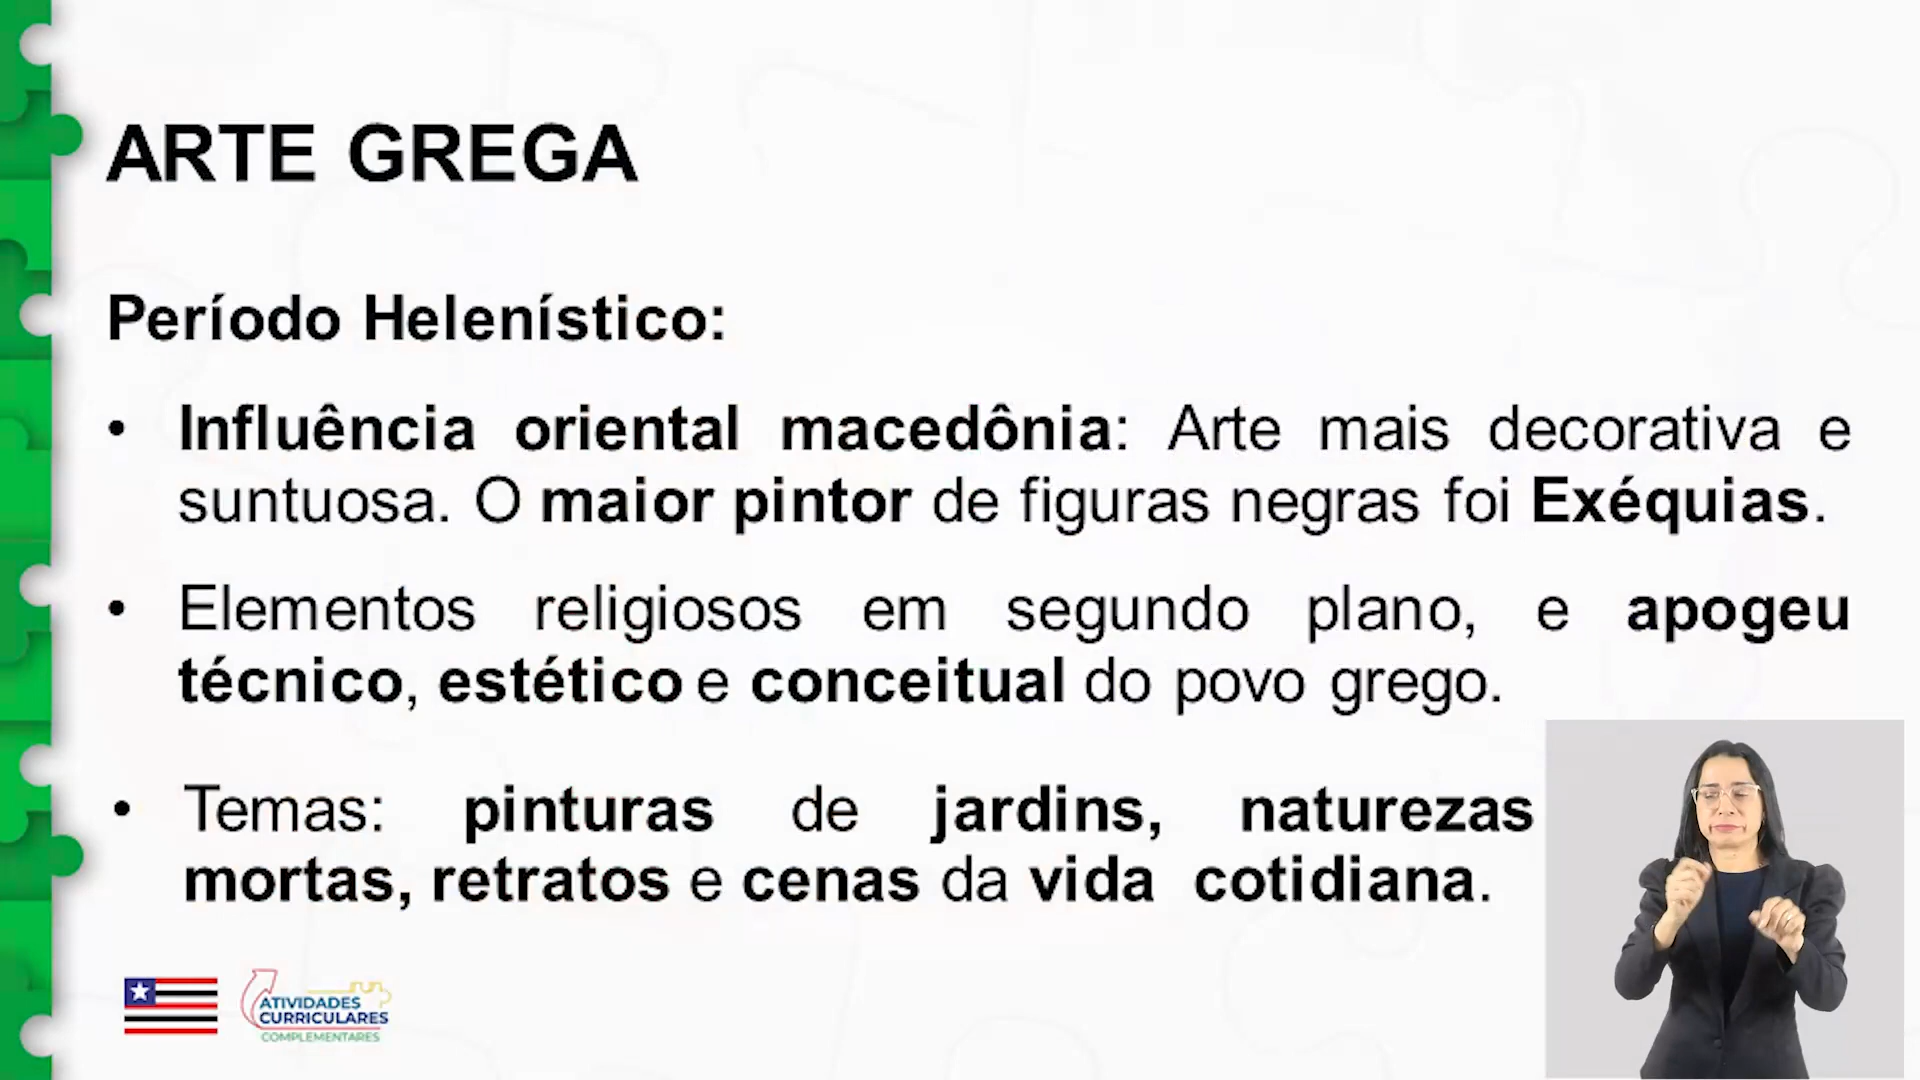 ARTE GREGA
Período Helenístico:
• Influência oriental macedônia: Arte mais decorativa e
suntuosa. O maior pintor de figuras negras foi Exéquias.
• Elementos religiosos em segundo plano, e apogeu
técnico, estético e conceitual do povo grego.
• Temas: pinturas de jardins, naturezas
mortas, retratos e cenas da vida cotidiana.
ATIVIDADES
CURRICULARES
COMPLEMENTARES